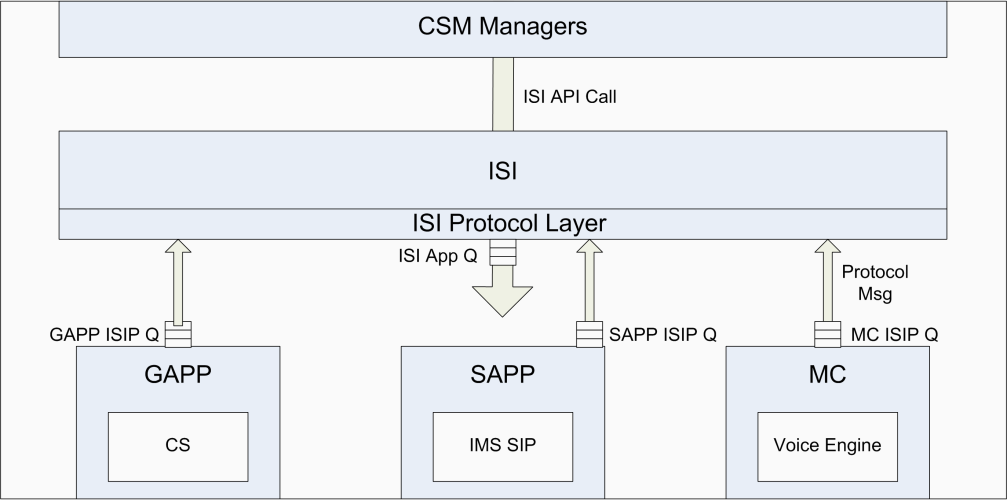 CSM Managers
ISI API Call
ISI
ISI Protocol Layer
ISI App Q
Protocol
Msg
GAPP ISIP Q
SAPP ISIP Q
MC ISIP Q
GAPP
SAPP
MC
CS
IMS SIP
Voice Engine